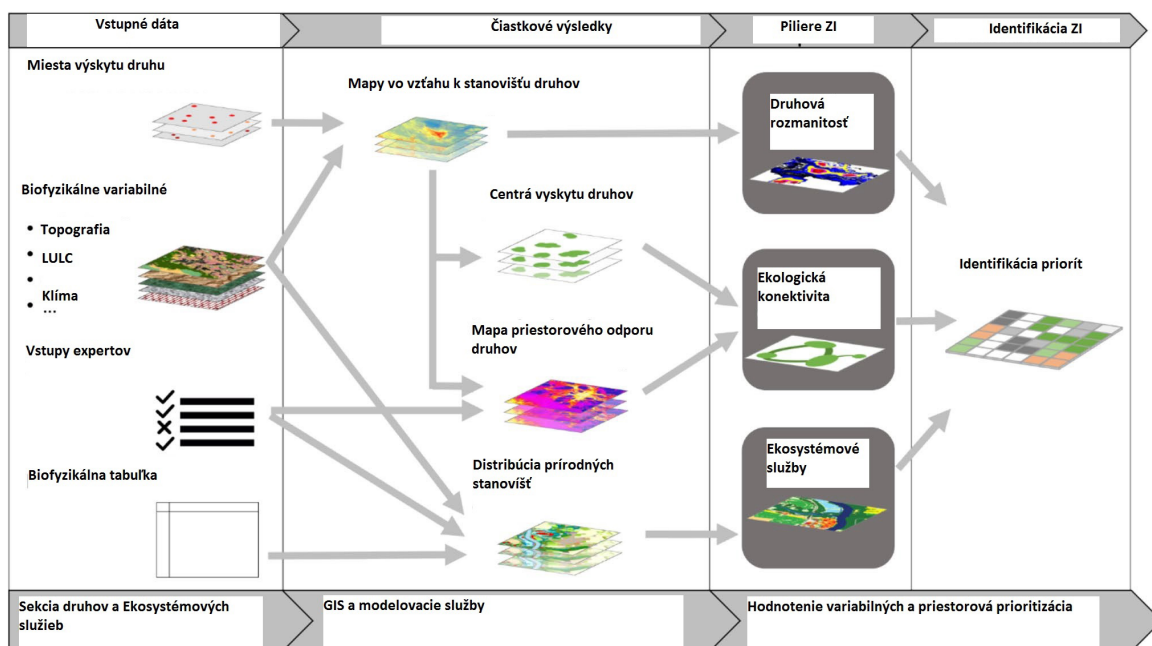 Vstupné dáta
Čiastkové výsledky
Piliere ZI
Identifikácia ZI
Miesta výskytu druhu
Biofyzikálne variabilné
• Topografia
• LULC
•
Klíma
• ...
Vstupy expertov
Biofyzikálna tabuľka
Mapy vo vzťahu k stanovišťu druhov
Centrá vyskytu druhov
Mapa priestorového odporu
druhov
Distribúcia prírodných
stanovíšť
Druhová
rozmanitosť
Ekologická
konektivita
Ekosystémové
služby
Identifikácia priorít
Sekcia druhov a Ekosystémových
služieb
GIS a modelovacie služby
Hodnotenie variabilných a priestorová prioritizácia